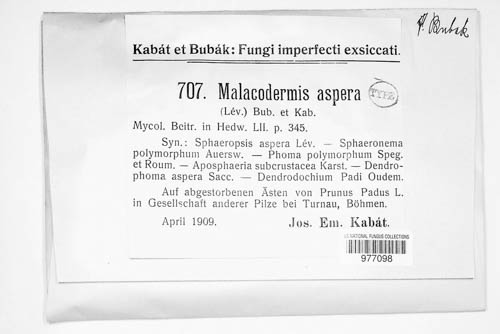 F. Bubák
Kabát et Bubák: Fungi imperfecti exsiccati.
707. Malacodermis aspera
TYPE
(Lév.) Bub. et Kab.
Mycol. Beitr. in Hedw. LII. p. 345.
Syn.: Sphaeropsis aspera Lév. — Sphaeronema
polymorphum Auersw. — Phoma polymorphum Speg.
et Roum. — Aposphaeria subcrustacea Karst. — Dendro-
phoma aspera Sacc. — Dendrodochium Padi Oudem.
Auf abgestorbenen Ästen von Prunus Padus L.
in Gesellschaft anderer Pilze bei Turnau, Böhmen.
April 1909. Jos. Em. Kabát.
US NATIONAL FUNGUS COLLECTIONS
977098